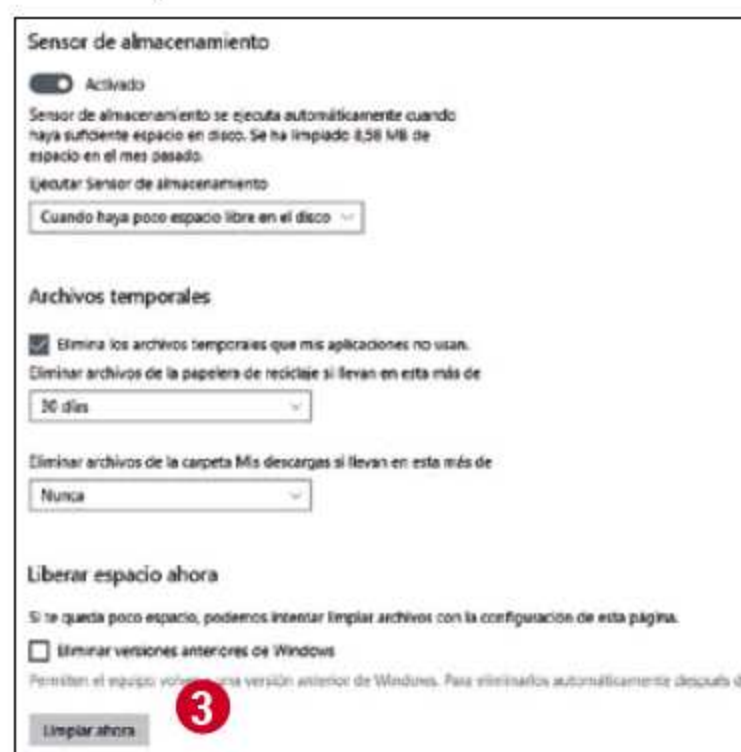 Sensor de almacenamiento
Activado
Sensor de almacenamiento se ejecuta automáticamente cuando
haya suficiente espacio en disco. Se ha limpiado 8,58 MB de
espacio en el mes pasado.
Ejecutar Sensor de almacenamiento
Cuando haya poco espacio libre en el disco
Archivos temporales
Elimina los archivos temporales que mis aplicaciones no usan.
Eliminar archivos de la papelera de reciclaje si llevan en esta más de
30 días
Eliminar archivos de la carpeta Mis descargas si llevan en esta más de
Nunca
Liberar espacio ahora
Si te queda poco espacio, podemos intentar limpiar archivos con la configuración de esta página.
Eliminar versiones anteriores de Windows
Permiten el equipo una versión anterior de Windows. Para eliminarlos automáticamente después d
3
Limpiar ahora